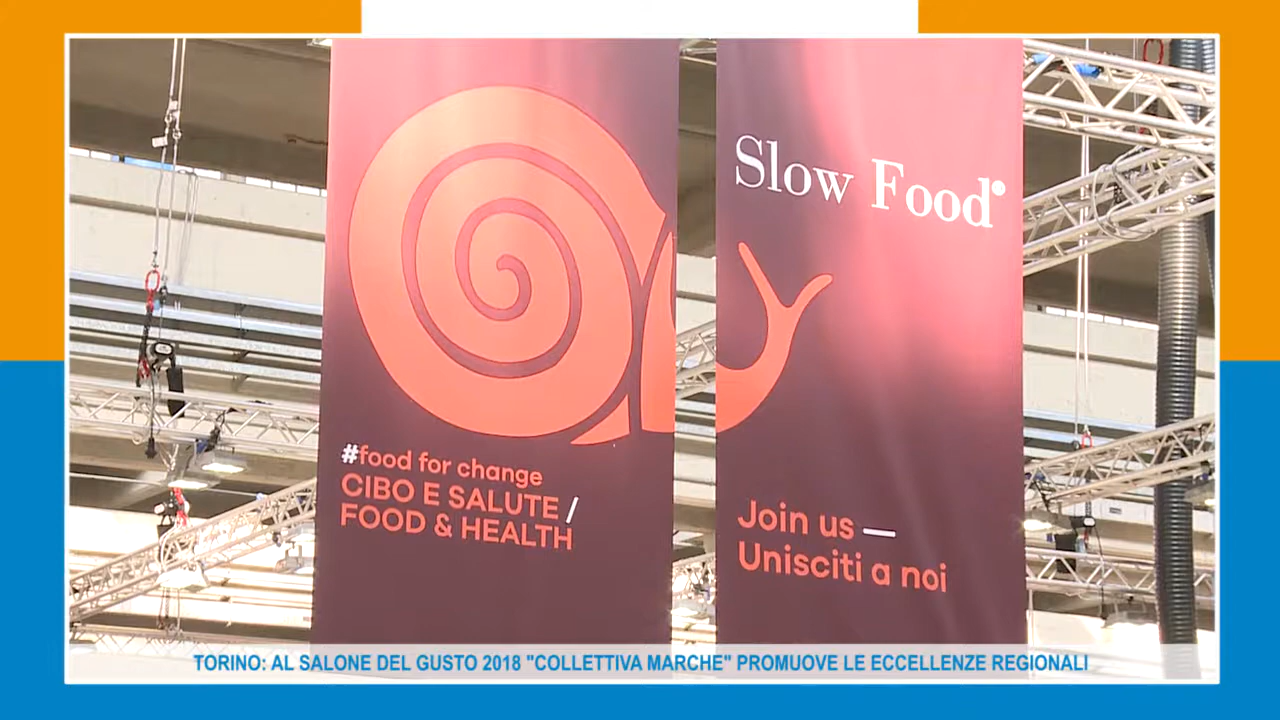 Slow Food®
#food for change
CIBO E SALUTE /
FOOD & HEALTH
Join us —
Unisciti a noi
TORINO: AL SALONE DEL GUSTO 2018 "COLLETTIVA MARCHE" PROMUOVE LE ECCELLENZE REGIONALI